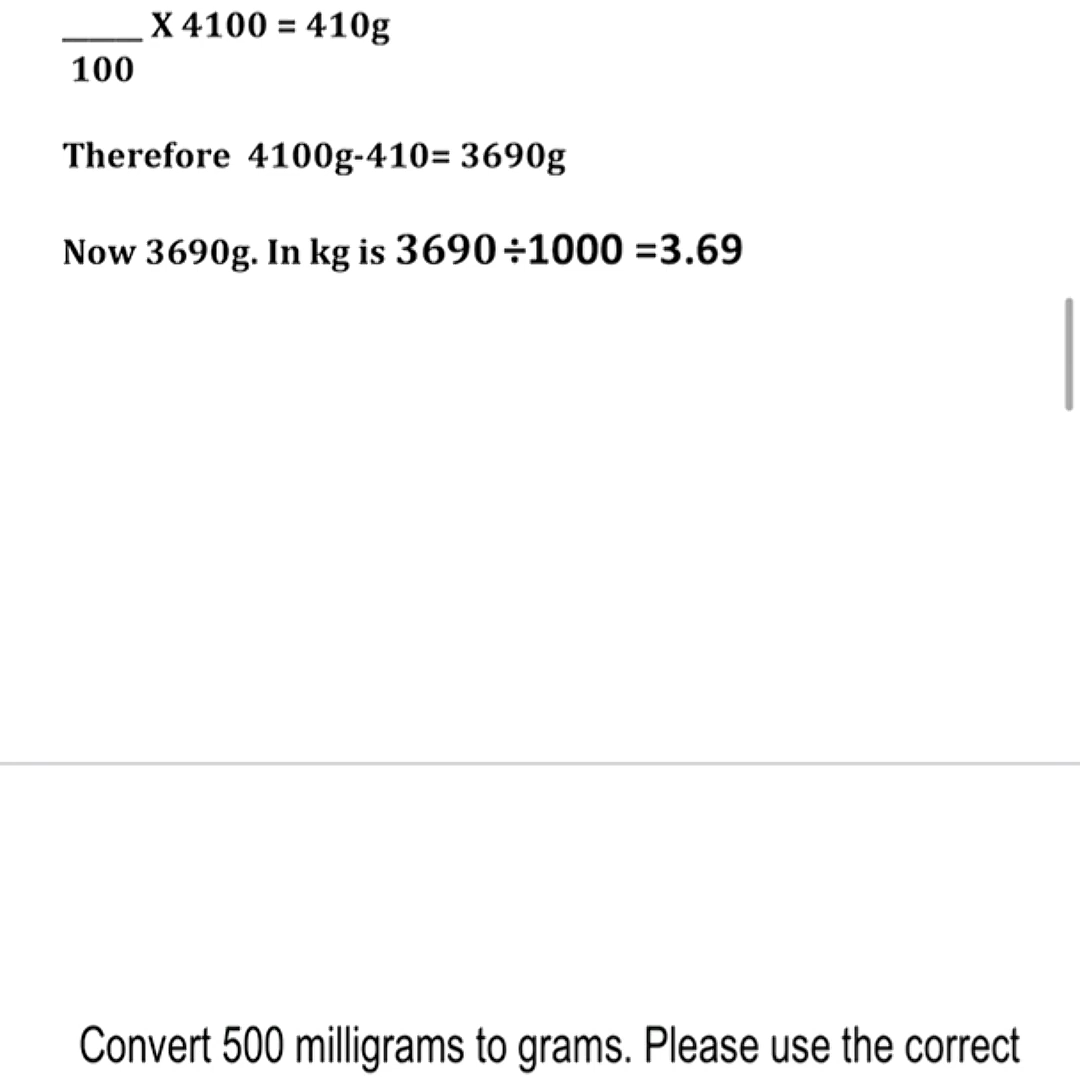 ____ X 4100 = 410g
100
Therefore 4100g-410= 3690g
Now 3690g. In kg is 3690÷1000 =3.69
Convert 500 milligrams to grams. Please use the correct